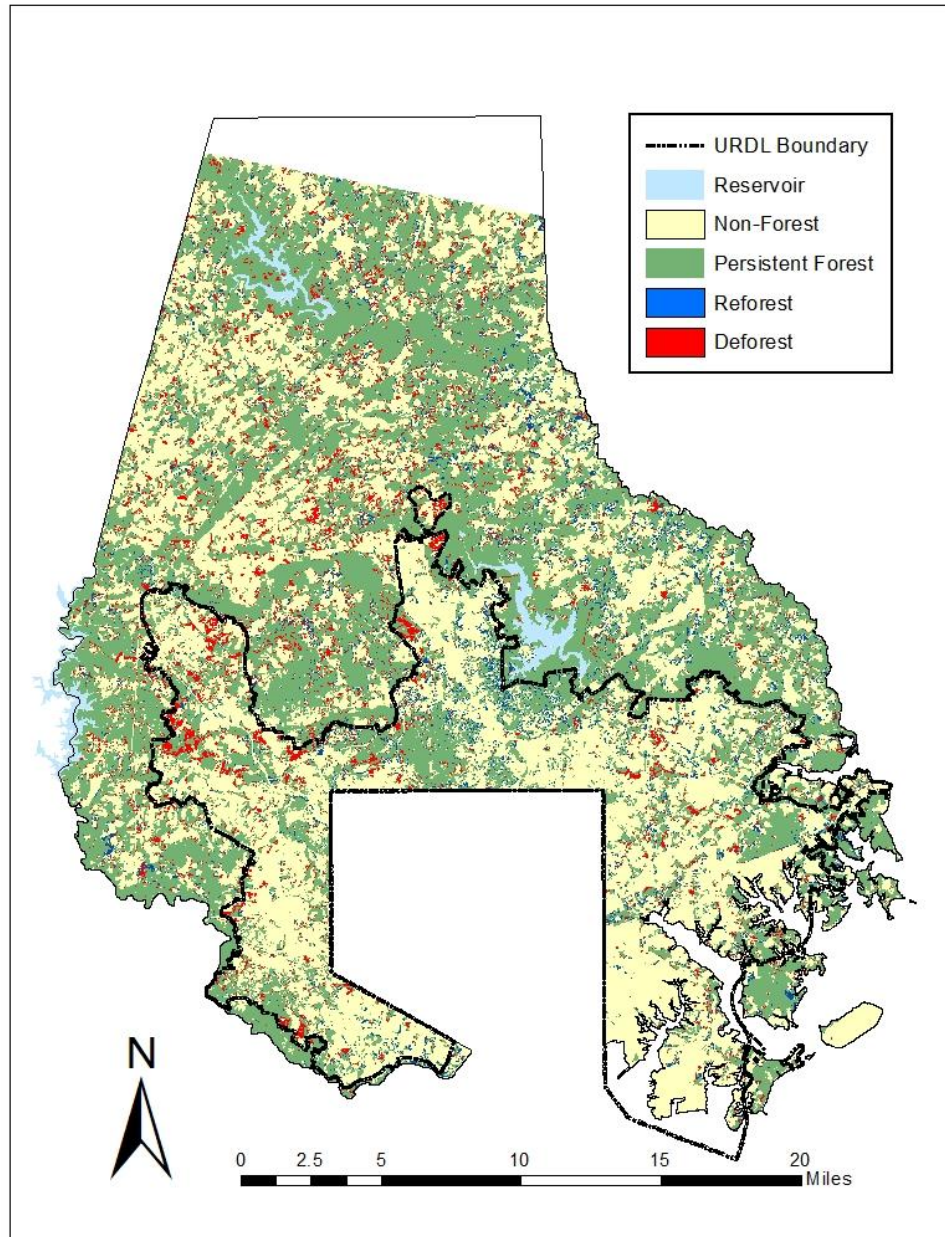 URDL Boundary
Reservoir
Non-Forest
Persistent Forest
Reforest
Deforest
N
0 2.5 5 10 15 20
Miles